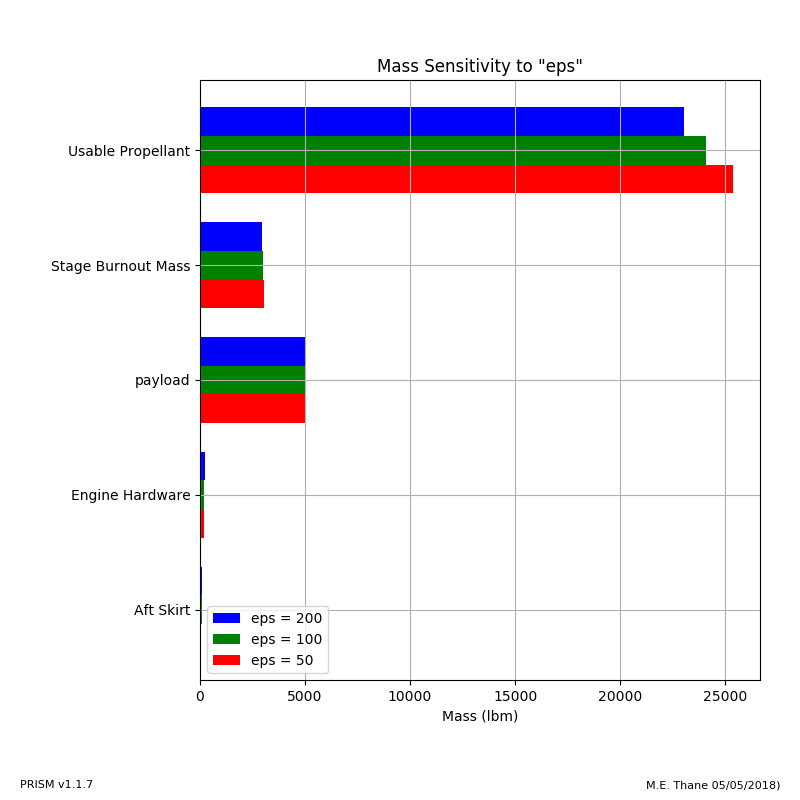 Mass Sensitivity to "eps"
Usable Propellant
Stage Burnout Mass
payload
Engine Hardware
Aft Skirt
eps = 200
eps = 100
eps = 50
0 5000 10000 15000 20000 25000
Mass (lbm)
PRISM v1.1.7 M.E. Thane 05/05/2018)